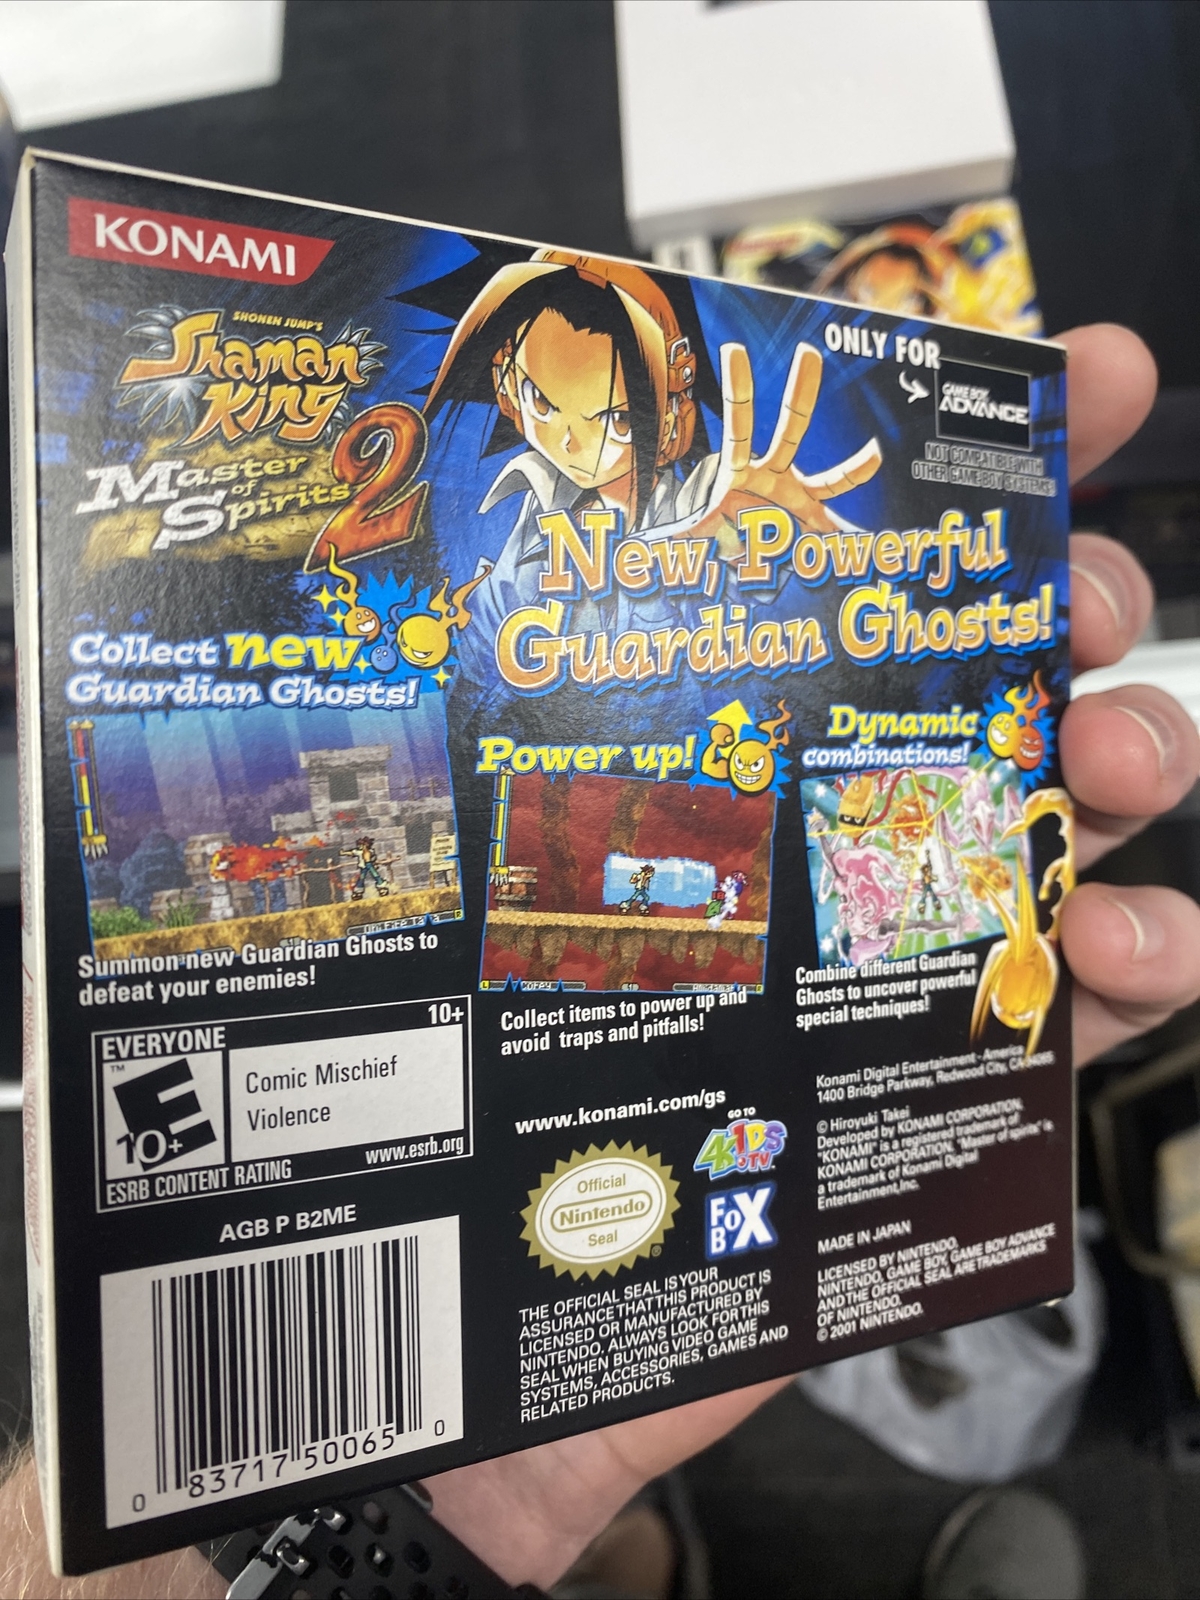 KONAMI
SHONEN JUMP'S
Shaman
King
Master
of
Spirits 2
ONLY FOR
GAME BOY
ADVANCE
NOT COMPATIBLE WITH
OTHER GAME BOY SYSTEMS!
New, Powerful
Guardian Ghosts!
Collect new
Guardian Ghosts!
Summon new Guardian Ghosts to
defeat your enemies!
Power up!
Collect items to power up and
avoid traps and pitfalls!
Dynamic
combinations!
Combine different Guardian
Ghosts to uncover powerful
special techniques!
EVERYONE
10+
TM
E
10+
Comic Mischief
Violence
www.esrb.org
ESRB CONTENT RATING
AGB P B2ME
0 83717 50065 0
www.konami.com/gs
GO TO
4KIDS
.TV
FOX
BOX
Official
Nintendo
Seal
®
THE OFFICIAL SEAL IS YOUR
ASSURANCE THAT THIS PRODUCT IS
LICENSED OR MANUFACTURED BY
NINTENDO. ALWAYS LOOK FOR THIS
SEAL WHEN BUYING VIDEO GAME
SYSTEMS, ACCESSORIES, GAMES AND
RELATED PRODUCTS.
Konami Digital Entertainment - America
1400 Bridge Parkway, Redwood City, CA 94065
© Hiroyuki Takei
Developed by KONAMI CORPORATION.
"KONAMI" is a registered trademark of
KONAMI CORPORATION. "Master of spirits" is
a trademark of Konami Digital
Entertainment,Inc.
MADE IN JAPAN
LICENSED BY NINTENDO.
NINTENDO, GAME BOY, GAME BOY ADVANCE
AND THE OFFICIAL SEAL ARE TRADEMARKS
OF NINTENDO.
© 2001 NINTENDO.